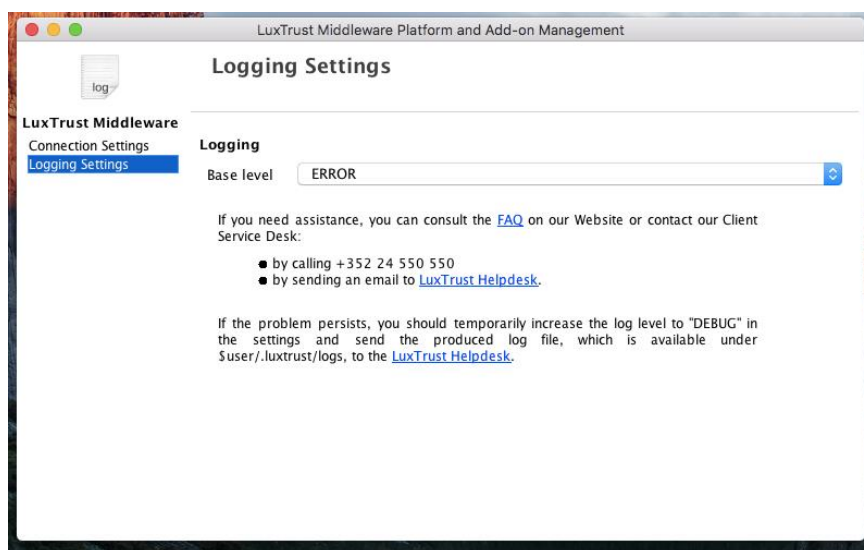 LuxTrust Middleware Platform and Add-on Management
log
Logging Settings
LuxTrust Middleware
Connection Settings
Logging Settings
Logging
Base level ERROR
If you need assistance, you can consult the FAQ on our Website or contact our Client
Service Desk:
● by calling +352 24 550 550
● by sending an email to LuxTrust Helpdesk.
If the problem persists, you should temporarily increase the log level to "DEBUG" in
the settings and send the produced log file, which is available under
$user/.luxtrust/logs, to the LuxTrust Helpdesk.